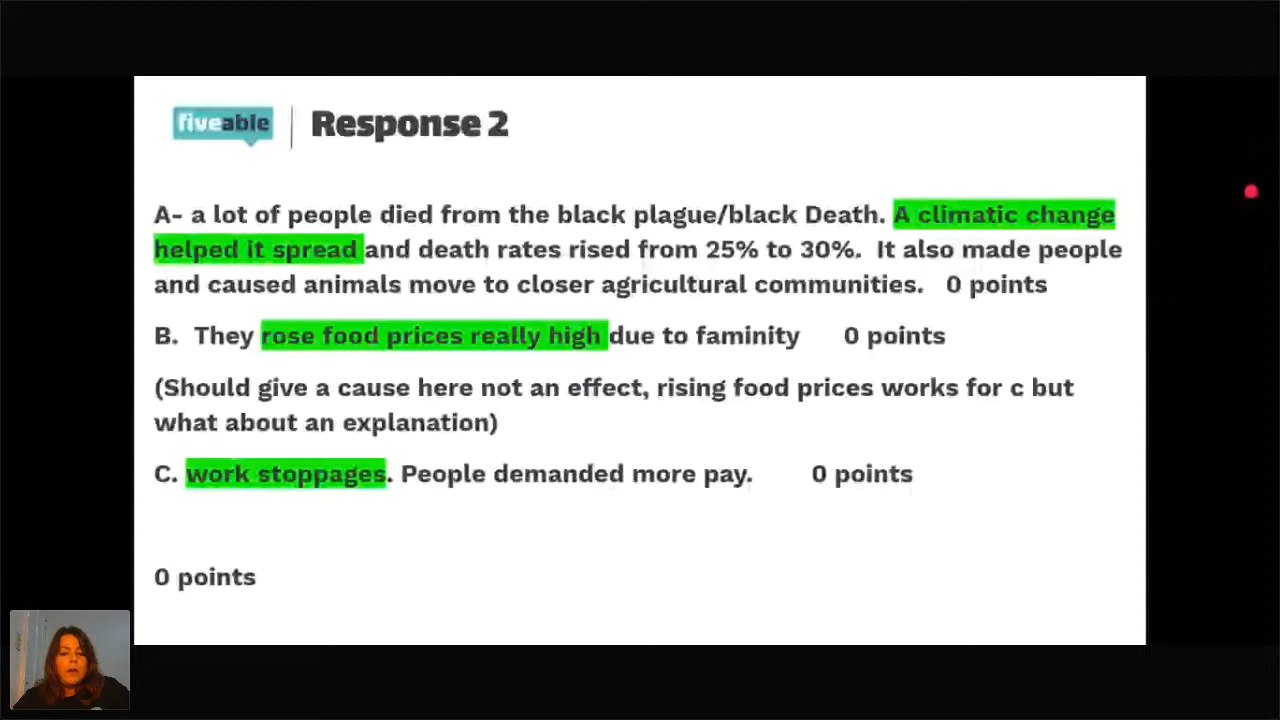 fiveable
Response 2
A- a lot of people died from the black plague/black Death. A climatic change
helped it spread and death rates rised from 25% to 30%. It also made people
and caused animals move to closer agricultural communities. 0 points
B. They rose food prices really high due to faminity 0 points
(Should give a cause here not an effect, rising food prices works for c but
what about an explanation)
C. work stoppages. People demanded more pay. 0 points
0 points